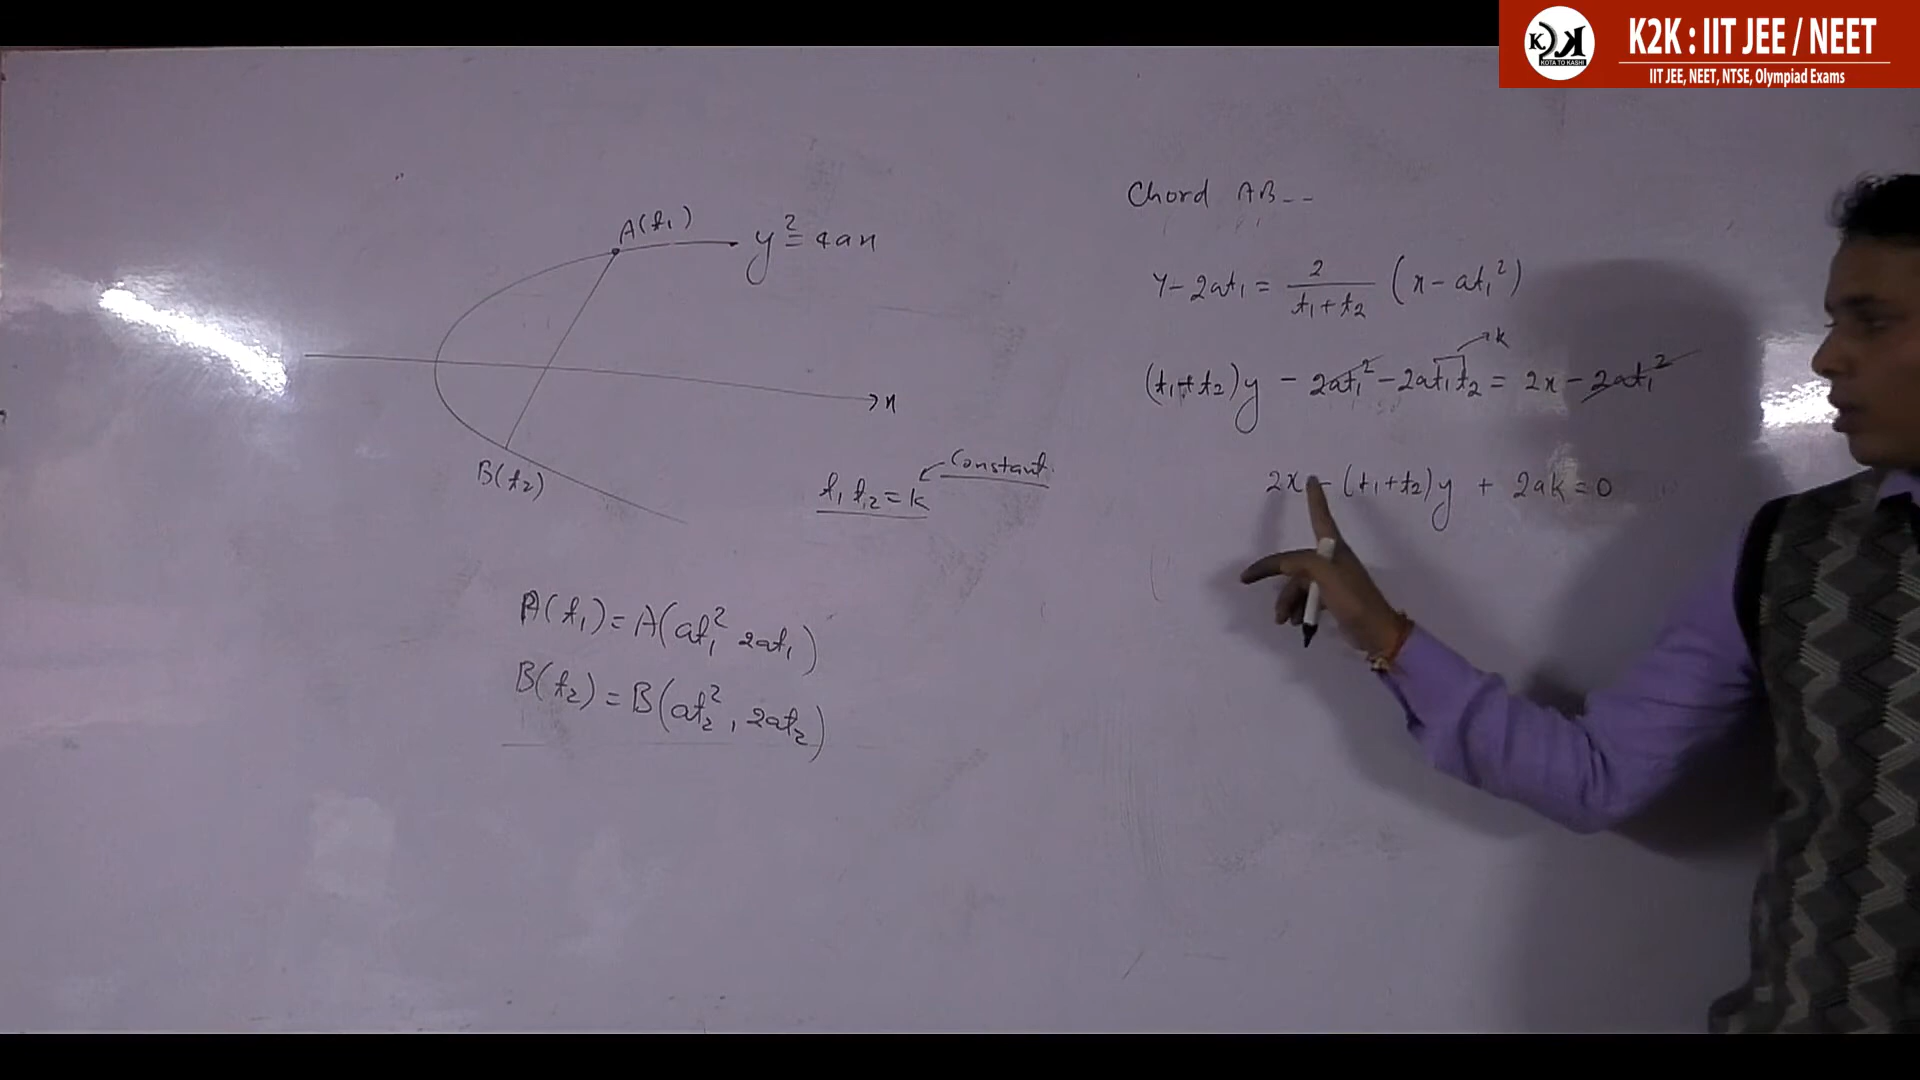 K2K : IIT JEE / NEET
IIT JEE, NEET, NTSE, Olympiad Exams
KOTA TO KASHI
Chord AB--
A(t₁)
y² = 4ax
y - 2at₁ = 2/(t₁+t₂) (x - at₁²)
k
(t₁+t₂)y - 2at₁² - 2at₁t₂ = 2x - 2at₁²
x
B(t₂)
Constant.
t₁ t₂ = k
2x - (t₁+t₂)y + 2ak = 0
A(t₁) = A(at₁² 2at₁)
B(t₂) = B(at₂², 2at₂)